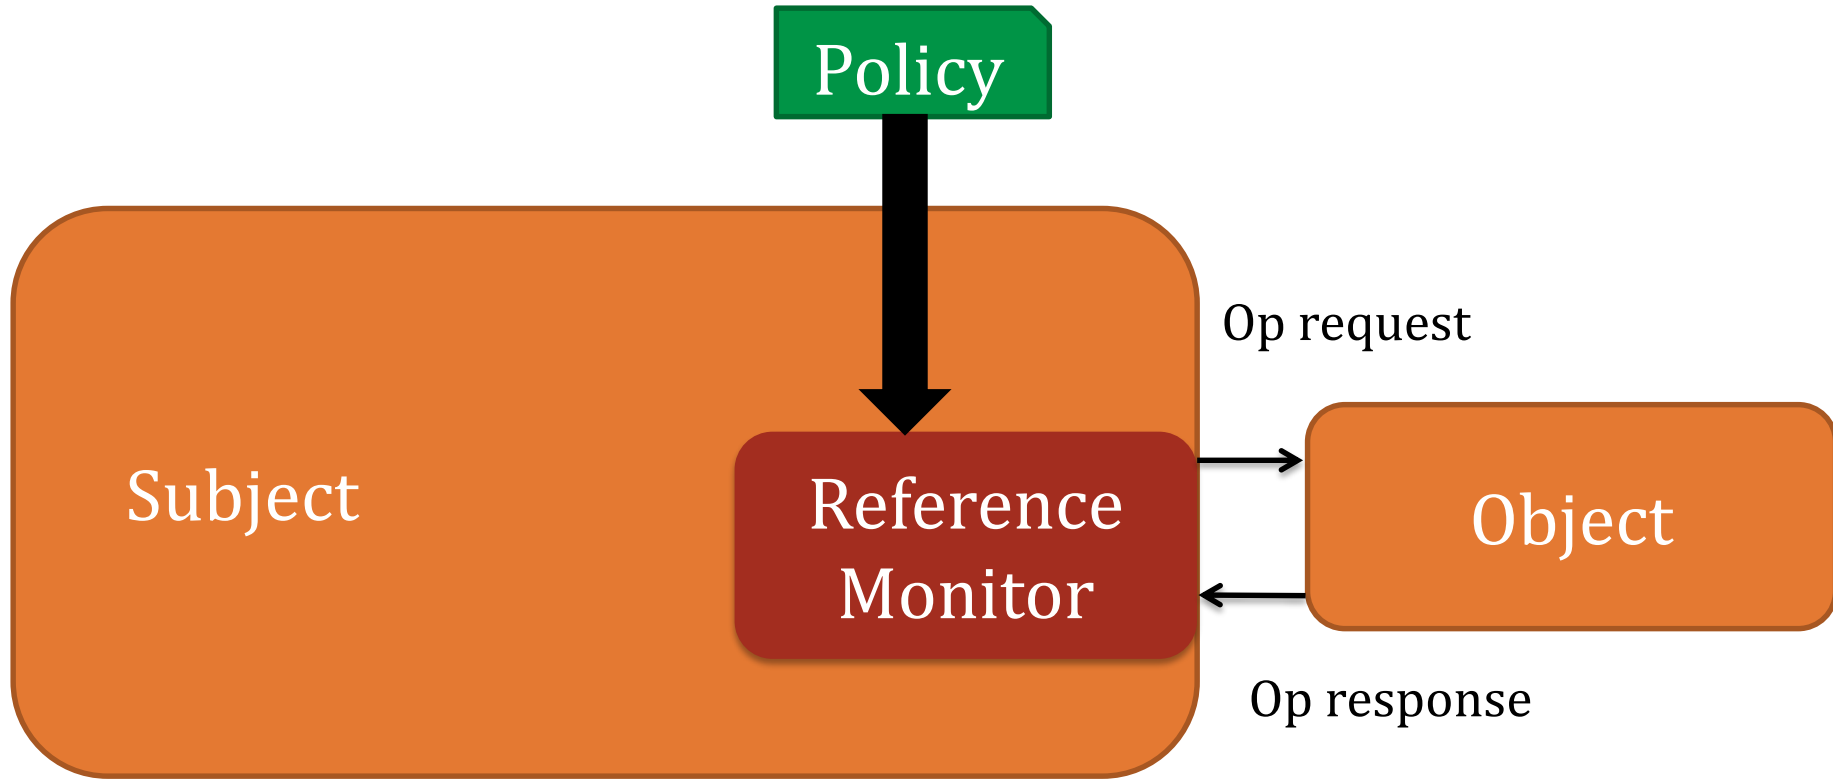 Policy
Op request
Subject
Reference
Monitor
Object
Op response